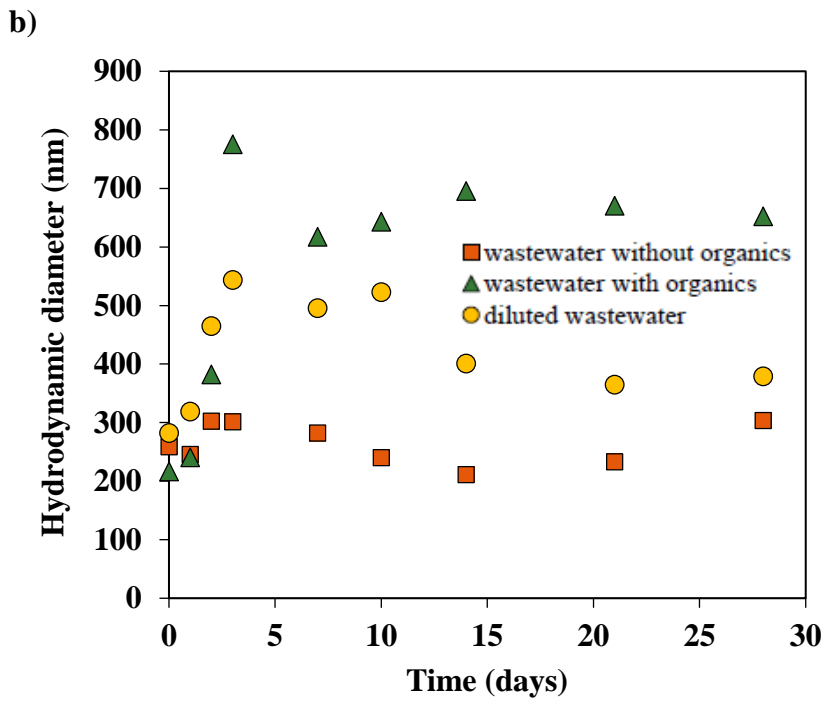 b)
Hydrodynamic diameter (nm)
900
800
700
600
500
400
300
200
100
0
wastewater without organics
wastewater with organics
diluted wastewater
0 5 10 15 20 25 30
Time (days)